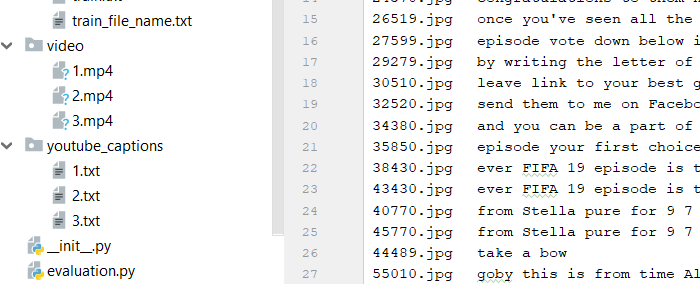 train_file_name.txt
video
1.mp4
2.mp4
3.mp4
youtube_captions
1.txt
2.txt
3.txt
__init__.py
evaluation.py
15 26519.jpg once you've seen all the
16 27599.jpg episode vote down below i
17 29279.jpg by writing the letter of
18 30510.jpg leave link to your best g
19 32520.jpg send them to me on Facebo
20 34380.jpg and you can be a part of
21 35850.jpg episode your first choice
22 38430.jpg ever FIFA 19 episode is t
23 43430.jpg ever FIFA 19 episode is t
24 40770.jpg from Stella pure for 9 7
25 45770.jpg from Stella pure for 9 7
26 44489.jpg take a bow
27 55010.jpg goby this is from time Al